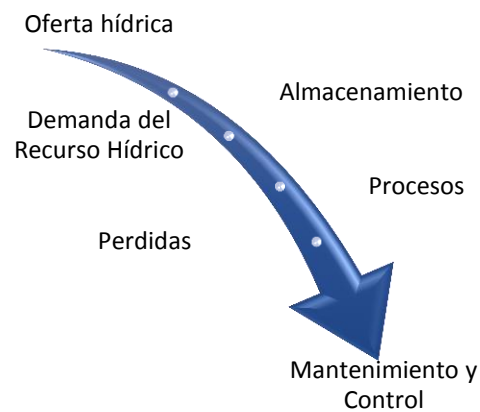 Oferta hídrica
Almacenamiento
Demanda del
Recurso Hídrico
Procesos
Perdidas
Mantenimiento y
Control